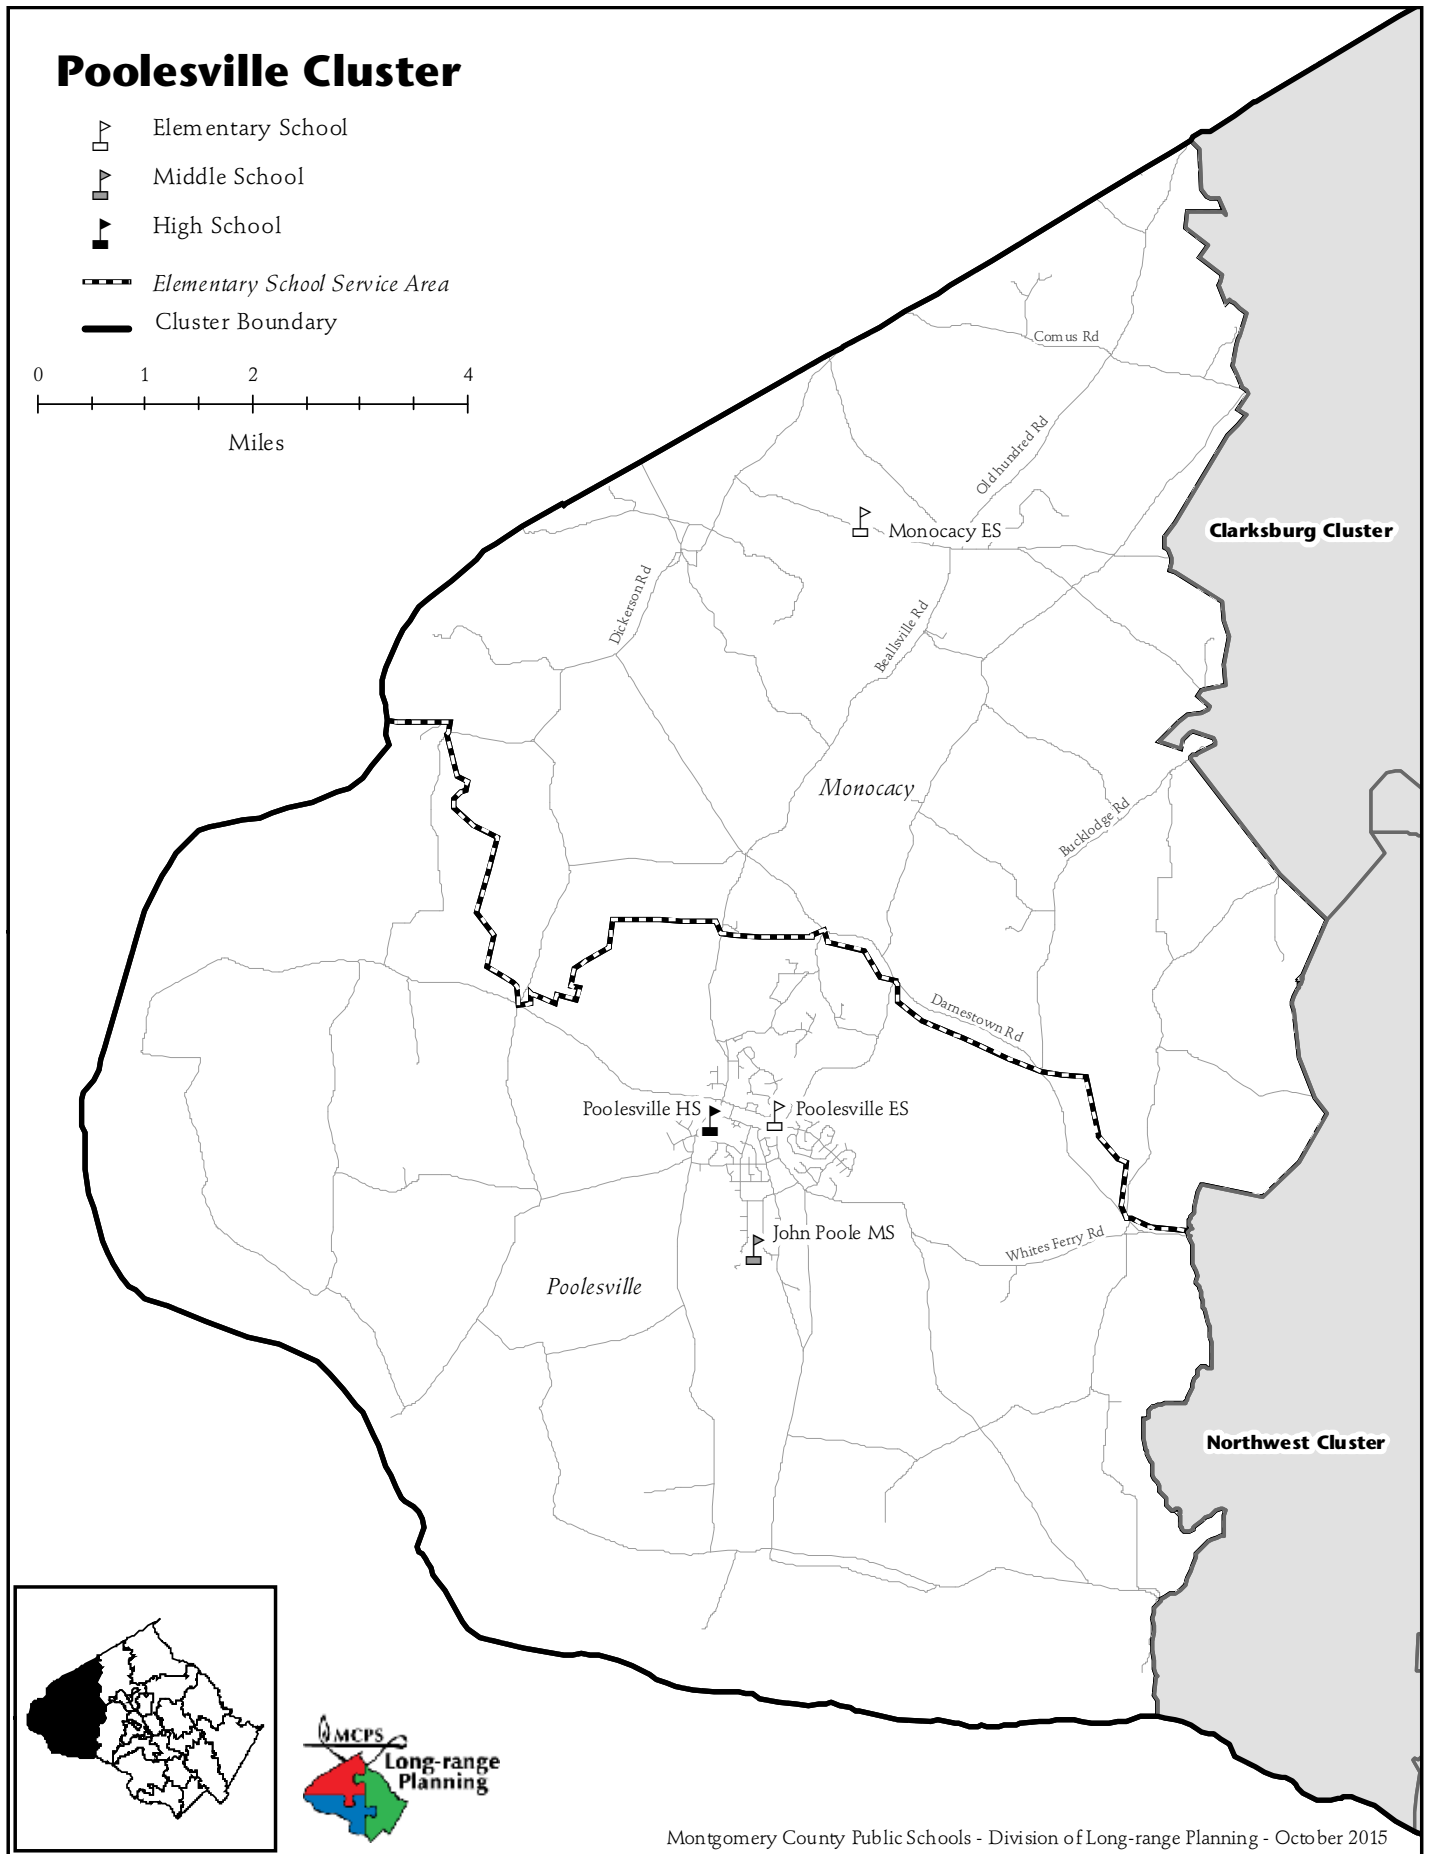 Poolesville Cluster
Elementary School
Middle School
High School
Elementary School Service Area
Cluster Boundary
0 1 2 4
Miles
Comus Rd
Old hundred Rd
Monocacy ES
Clarksburg Cluster
Dickerson Rd
Beallsville Rd
Monocacy
Bucklodge Rd
Darnestown Rd
Poolesville HS
Poolesville ES
John Poole MS
Whites Ferry Rd
Poolesville
Northwest Cluster
MCPS
Long-range
Planning
Montgomery County Public Schools - Division of Long-range Planning - October 2015